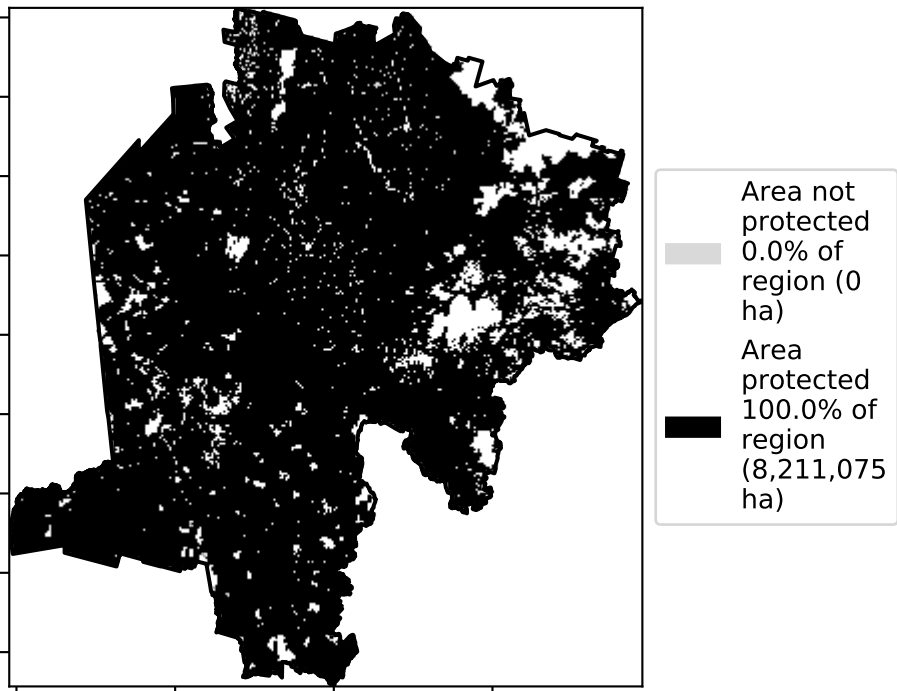 Area not
protected
0.0% of
region (0
ha)
Area
protected
100.0% of
region
(8,211,075
ha)